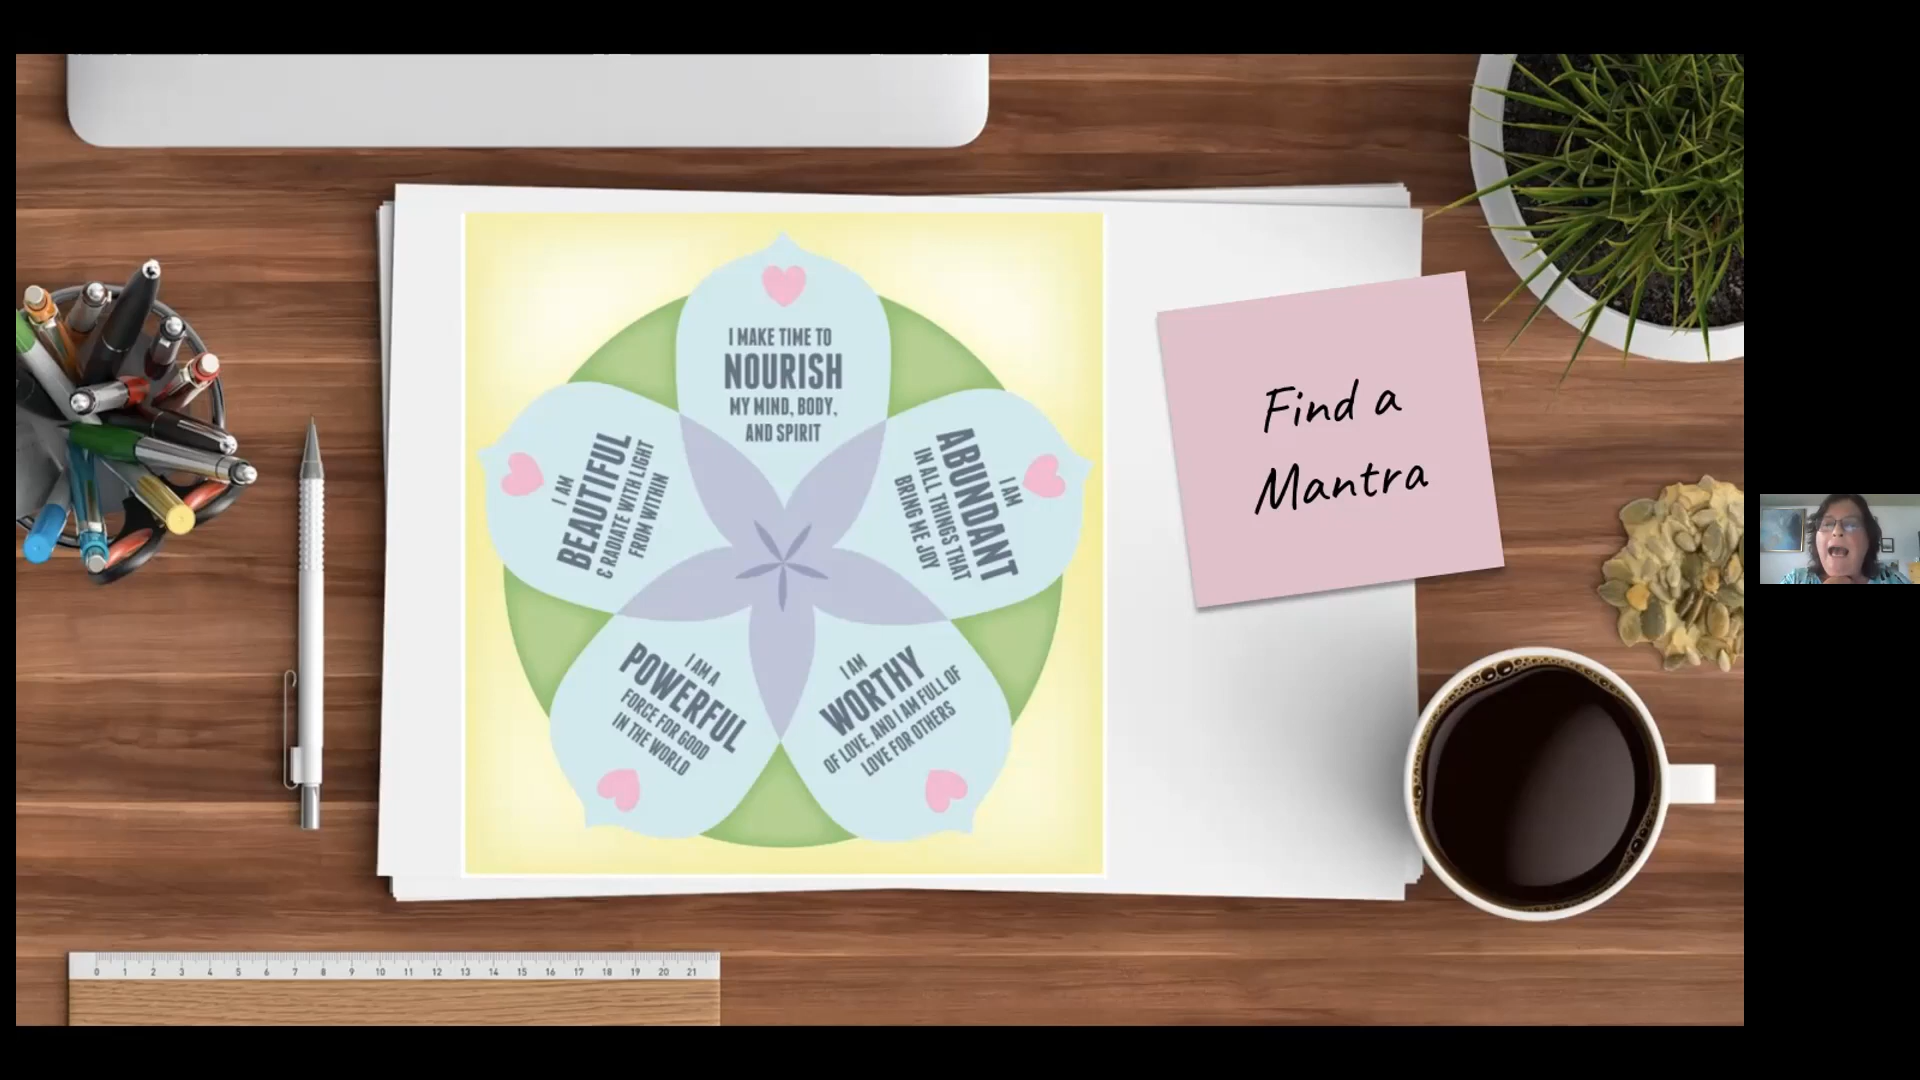 I MAKE TIME TO
NOURISH
MY MIND, BODY,
AND SPIRIT
I AM
ABUNDANT
IN ALL THINGS THAT
BRING ME JOY
I AM
WORTHY
OF LOVE, AND I AM FULL OF
LOVE FOR OTHERS
I AM A
POWERFUL
FORCE FOR GOOD
IN THE WORLD
I AM
BEAUTIFUL
& RADIATE WITH LIGHT
FROM WITHIN
Find a
Mantra
0 1 2 3 4 5 6 7 8 9 10 11 12 13 14 15 16 17 18 19 20 21